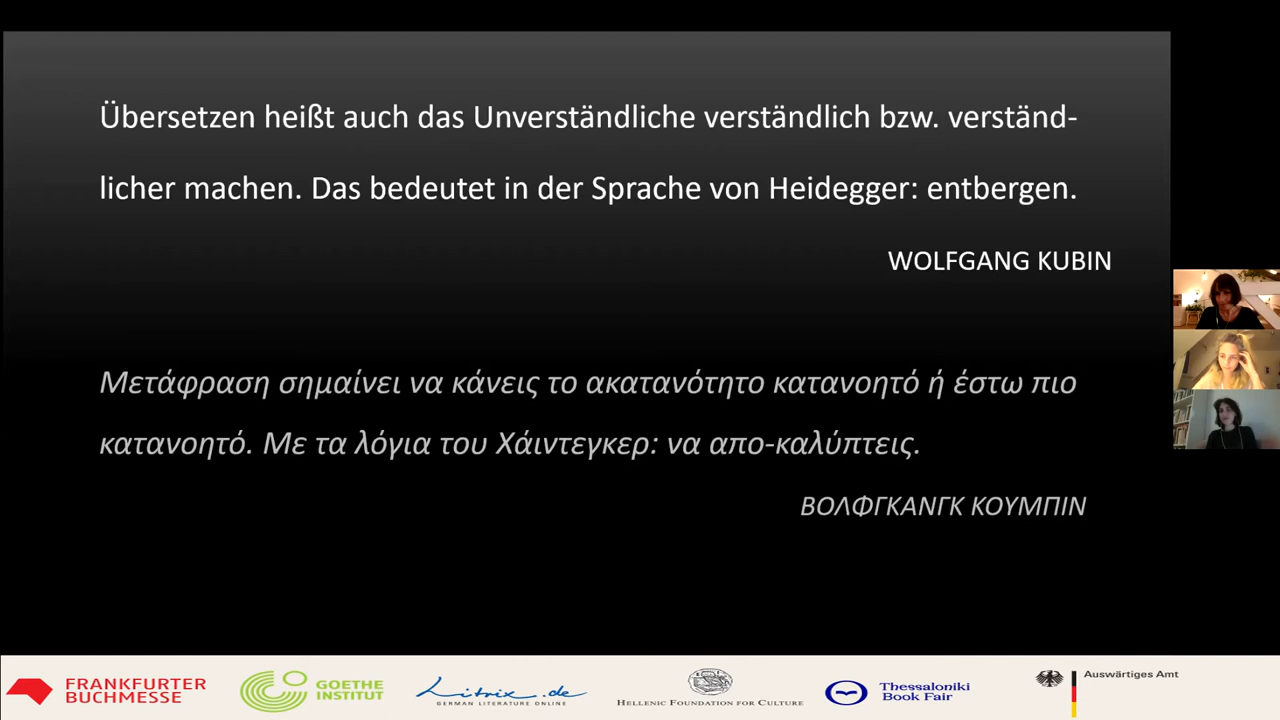 Übersetzen heißt auch das Unverständliche verständlich bzw. verständ-
licher machen. Das bedeutet in der Sprache von Heidegger: entbergen.
WOLFGANG KUBIN
Μετάφραση σημαίνει να κάνεις το ακατανότητο κατανοητό ή έστω πιο
κατανοητό. Με τα λόγια του Χάιντεγκερ: να απο-καλύπτεις.
ΒΟΛΦΓΚΑΝΓΚ ΚΟΥΜΠΙΝ
FRANKFURTER
BUCHMESSE
GOETHE
INSTITUT
Litrix.de
GERMAN LITERATURE ONLINE
HELLENIC FOUNDATION FOR CULTURE
Thessaloniki
Book Fair
Auswärtiges Amt